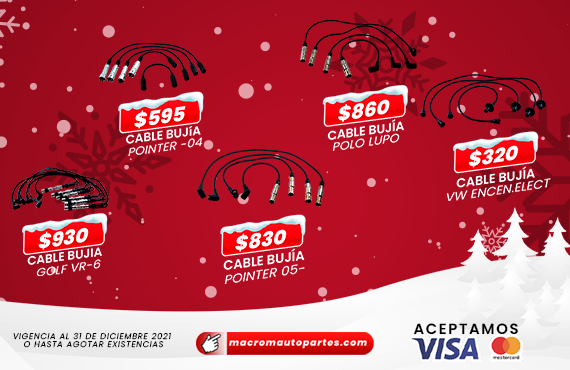 $595
CABLE BUJÍA
POINTER -04
$860
CABLE BUJÍA
POLO LUPO
$320
CABLE BUJÍA
VW ENCEN.ELECT
$930
CABLE BUJIA
GOLF VR-6
$830
CABLE BUJÍA
POINTER 05-
VIGENCIA AL 31 DE DICIEMBRE 2021
O HASTA AGOTAR EXISTENCIAS
macromautopartes.com
ACEPTAMOS
VISA
mastercard